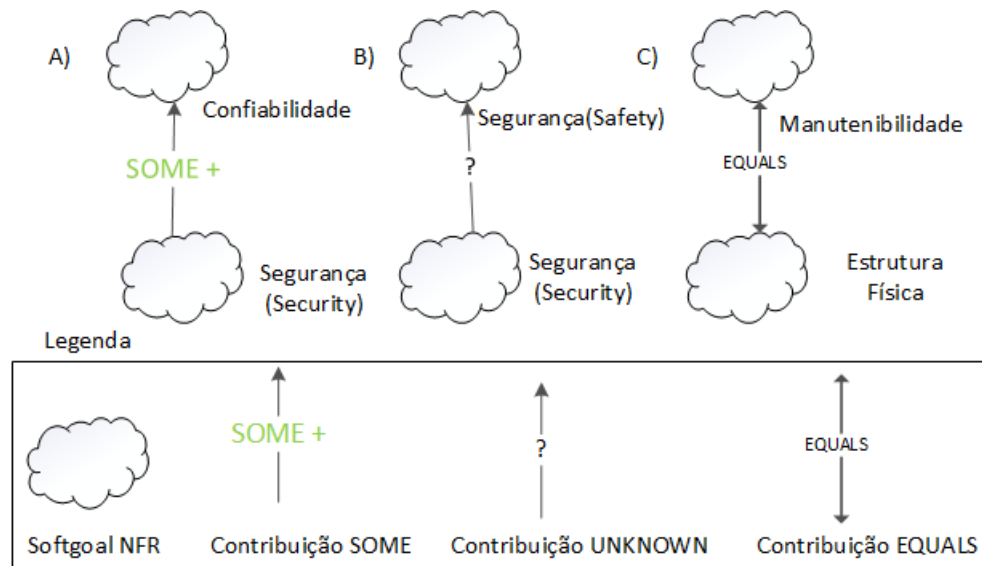 A)
Confiabilidade
SOME +
Segurança
(Security)
B)
Segurança(Safety)
?
Segurança
(Security)
C)
Manutenibilidade
EQUALS
Estrutura
Física
Legenda
SOME +
?
EQUALS
Softgoal NFR
Contribuição SOME
Contribuição UNKNOWN
Contribuição EQUALS